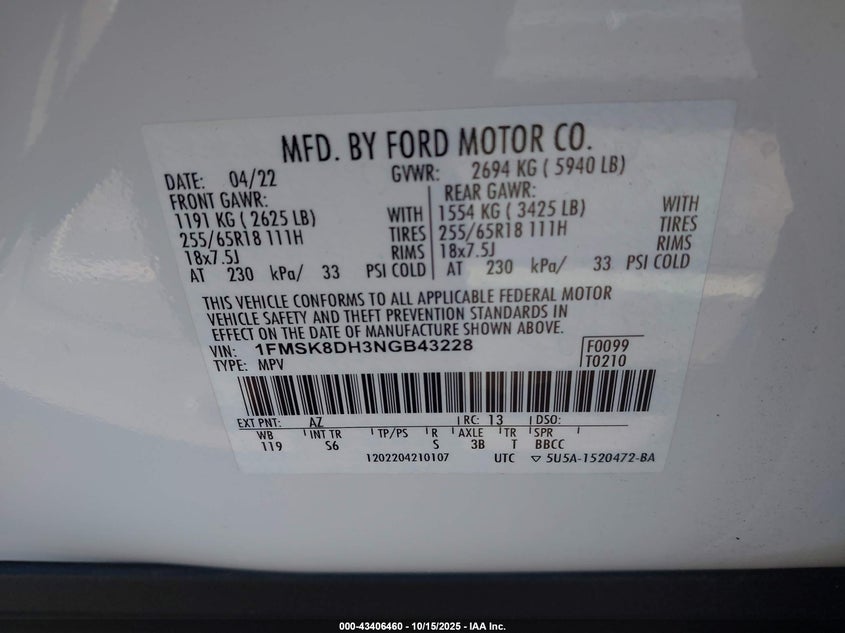 MFD. BY FORD MOTOR CO.
DATE: 04/22 GVWR: 2694 KG ( 5940 LB)
FRONT GAWR: REAR GAWR:
1191 KG ( 2625 LB) WITH 1554 KG ( 3425 LB) WITH
255/65R18 111H TIRES 255/65R18 111H TIRES
18x7.5J RIMS 18x7.5J RIMS
AT 230 kPa/ 33 PSI COLD AT 230 kPa/ 33 PSI COLD
THIS VEHICLE CONFORMS TO ALL APPLICABLE FEDERAL MOTOR
VEHICLE SAFETY AND THEFT PREVENTION STANDARDS IN
EFFECT ON THE DATE OF MANUFACTURE SHOWN ABOVE.
VIN: 1FMSK8DH3NGB43228 F0099
TYPE: MPV T0210
EXT PNT: AZ RC: 13 DSO:
WB INT TR TP/PS R AXLE TR SPR
119 S6 S 3B T BBCC
1202204210107 UTC ▽ 5U5A-1520472-BA
000-43406460 - 10/15/2025 - IAA Inc.